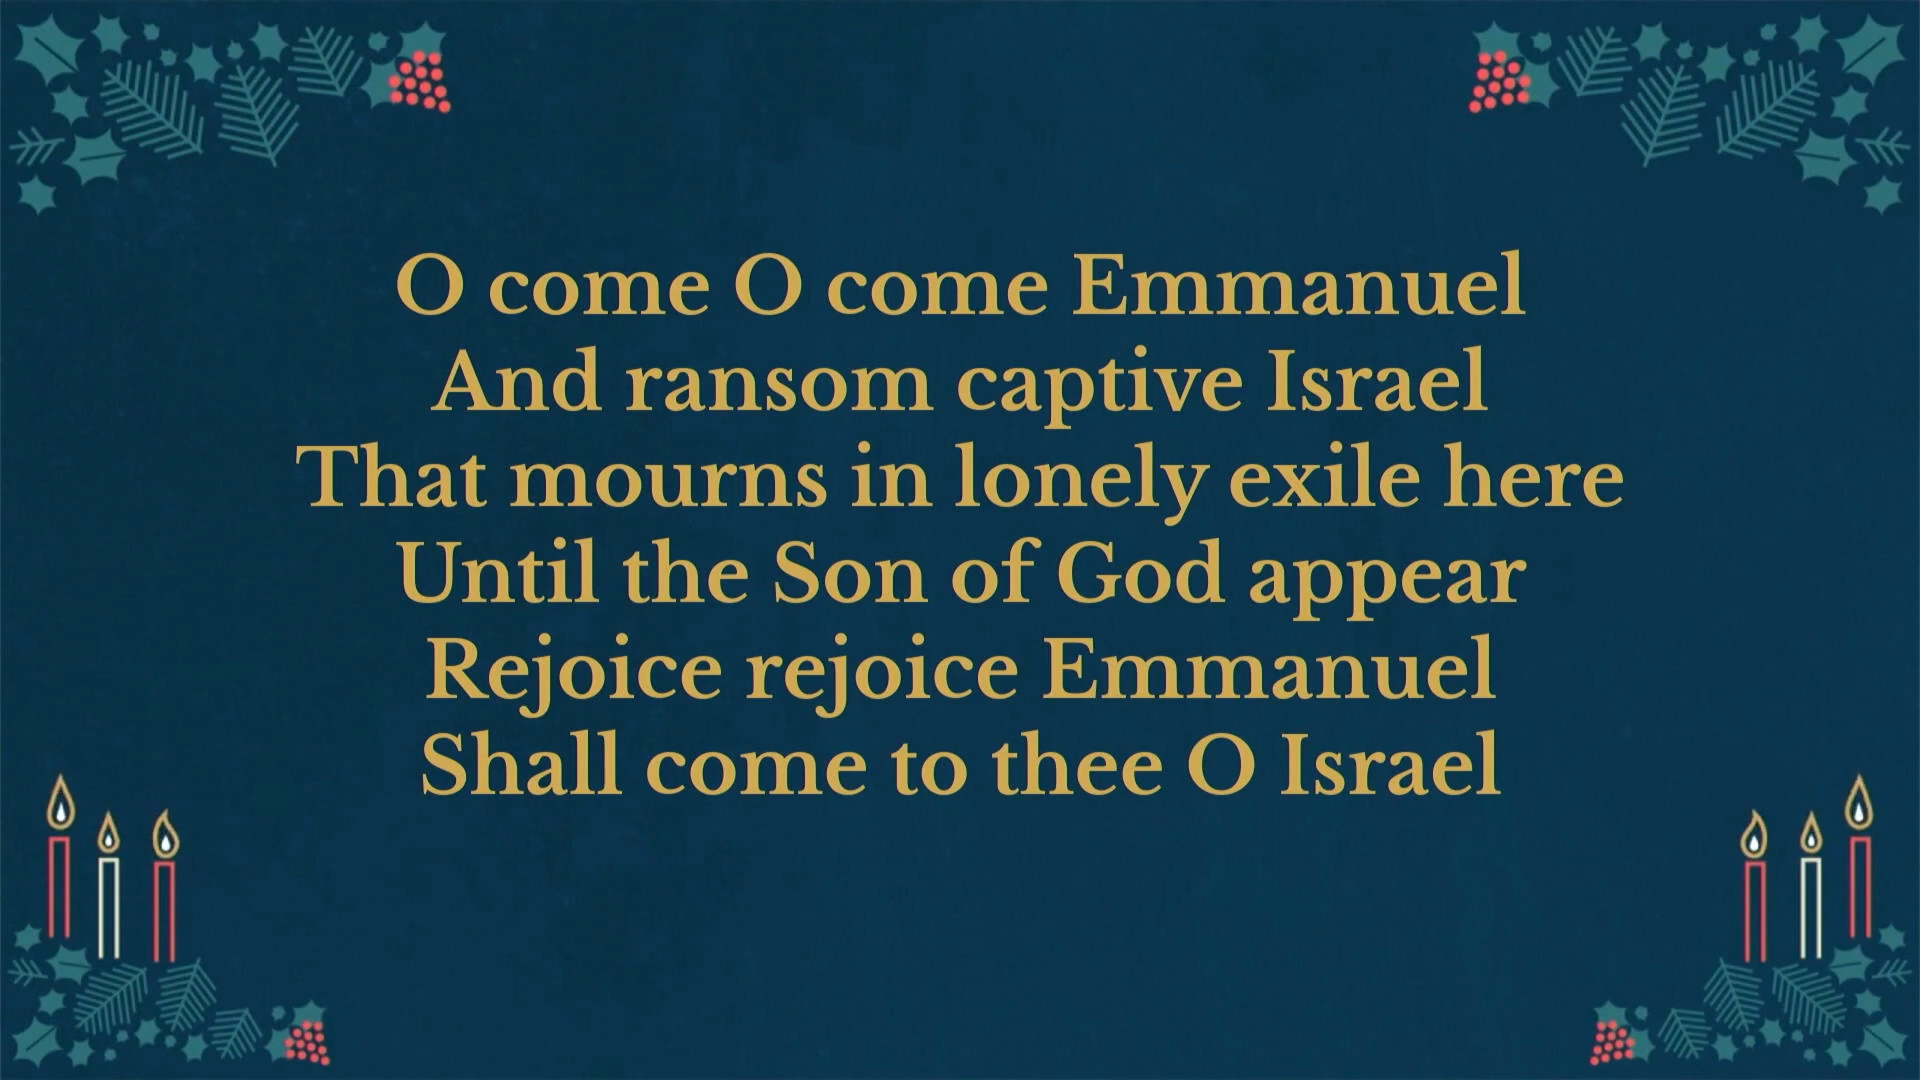 O come O come Emmanuel
And ransom captive Israel
That mourns in lonely exile here
Until the Son of God appear
Rejoice rejoice Emmanuel
Shall come to thee O Israel